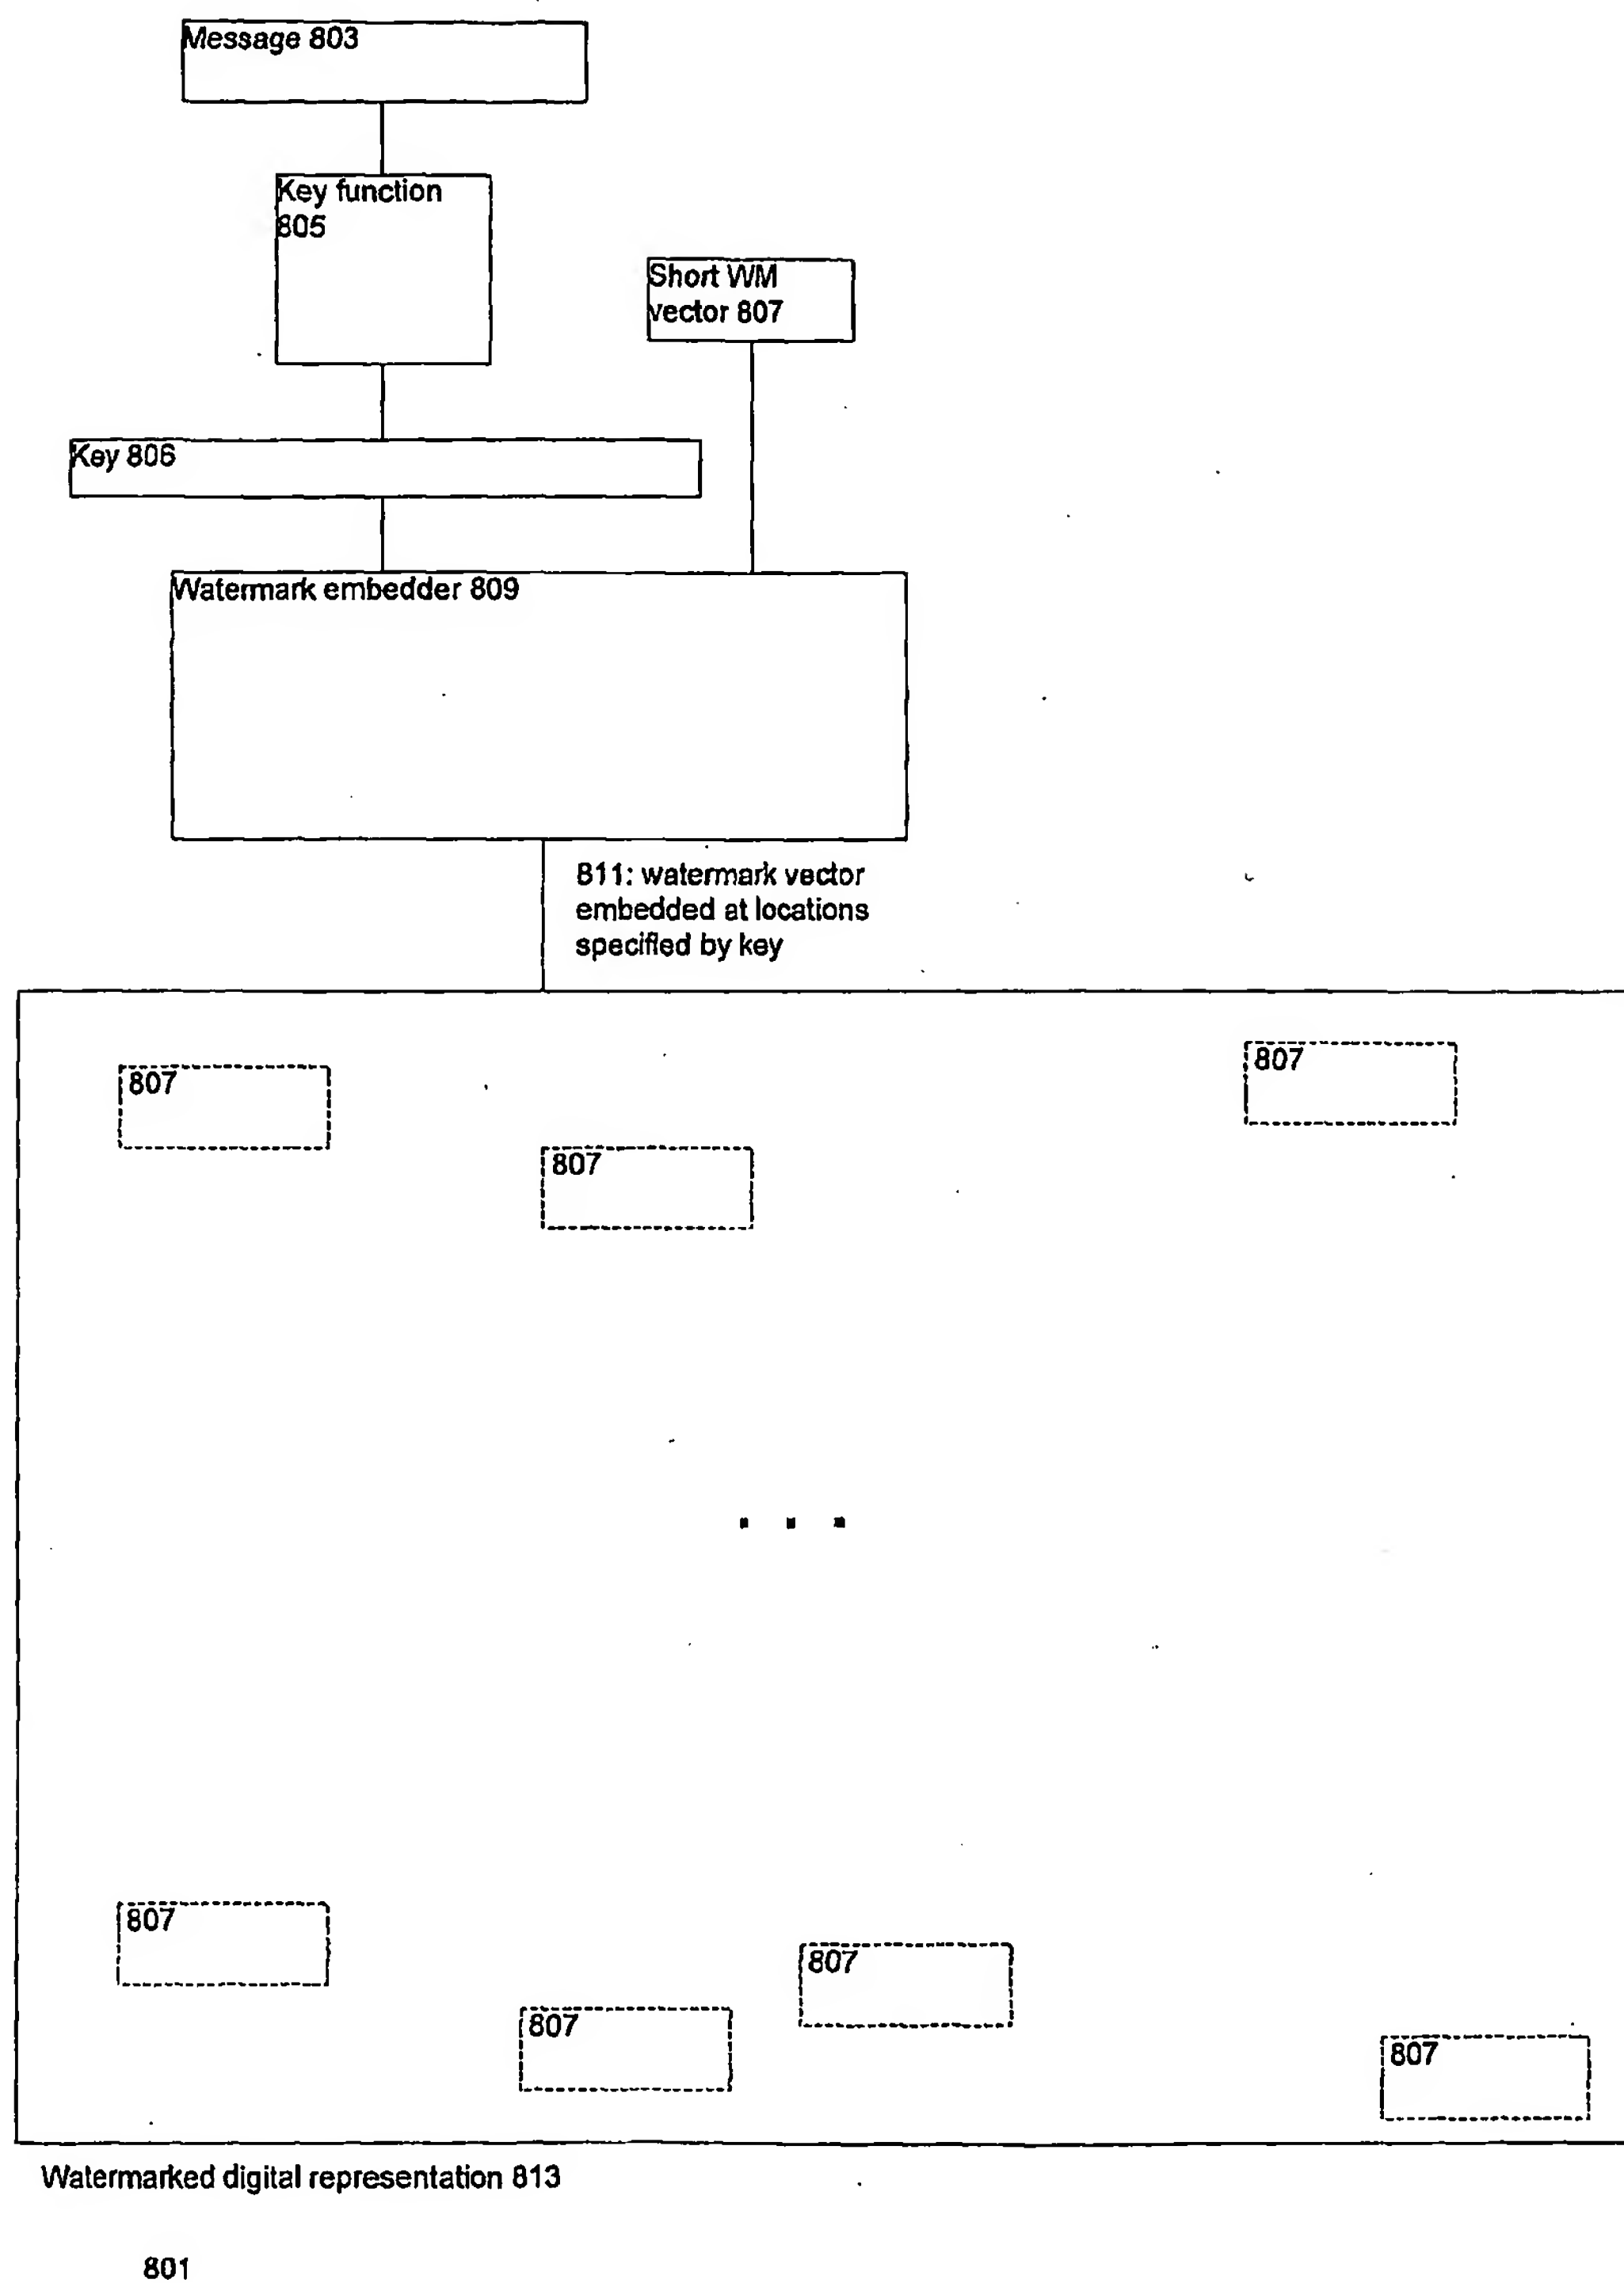 Message 803
Key function
805
Short WM
vector 807
Key 806
Watermark embedder 809
811: watermark vector
embedded at locations
specified by key
807
807
807
. . .
807
807
807
807
Watermarked digital representation 813
801